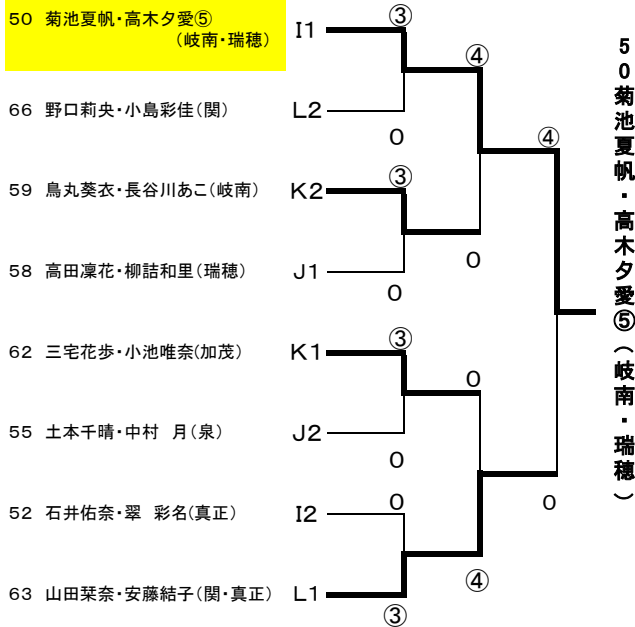 50 菊池夏帆・高木夕愛⑤
(岐南・瑞穂)
I1
③
④
66 野口莉央・小島彩佳(関)
L2
0
④
59 鳥丸葵衣・長谷川あこ(岐南)
K2
③
58 高田凜花・柳詰和里(瑞穂)
J1
0
0
62 三宅花歩・小池唯奈(加茂)
K1
③
0
55 土本千晴・中村 月(泉)
J2
0
52 石井佑奈・翠 彩名(真正)
I2
0
0
63 山田栞奈・安藤結子(関・真正)
L1
③
④
50菊池夏帆・高木夕愛⑤(岐南・瑞穂)